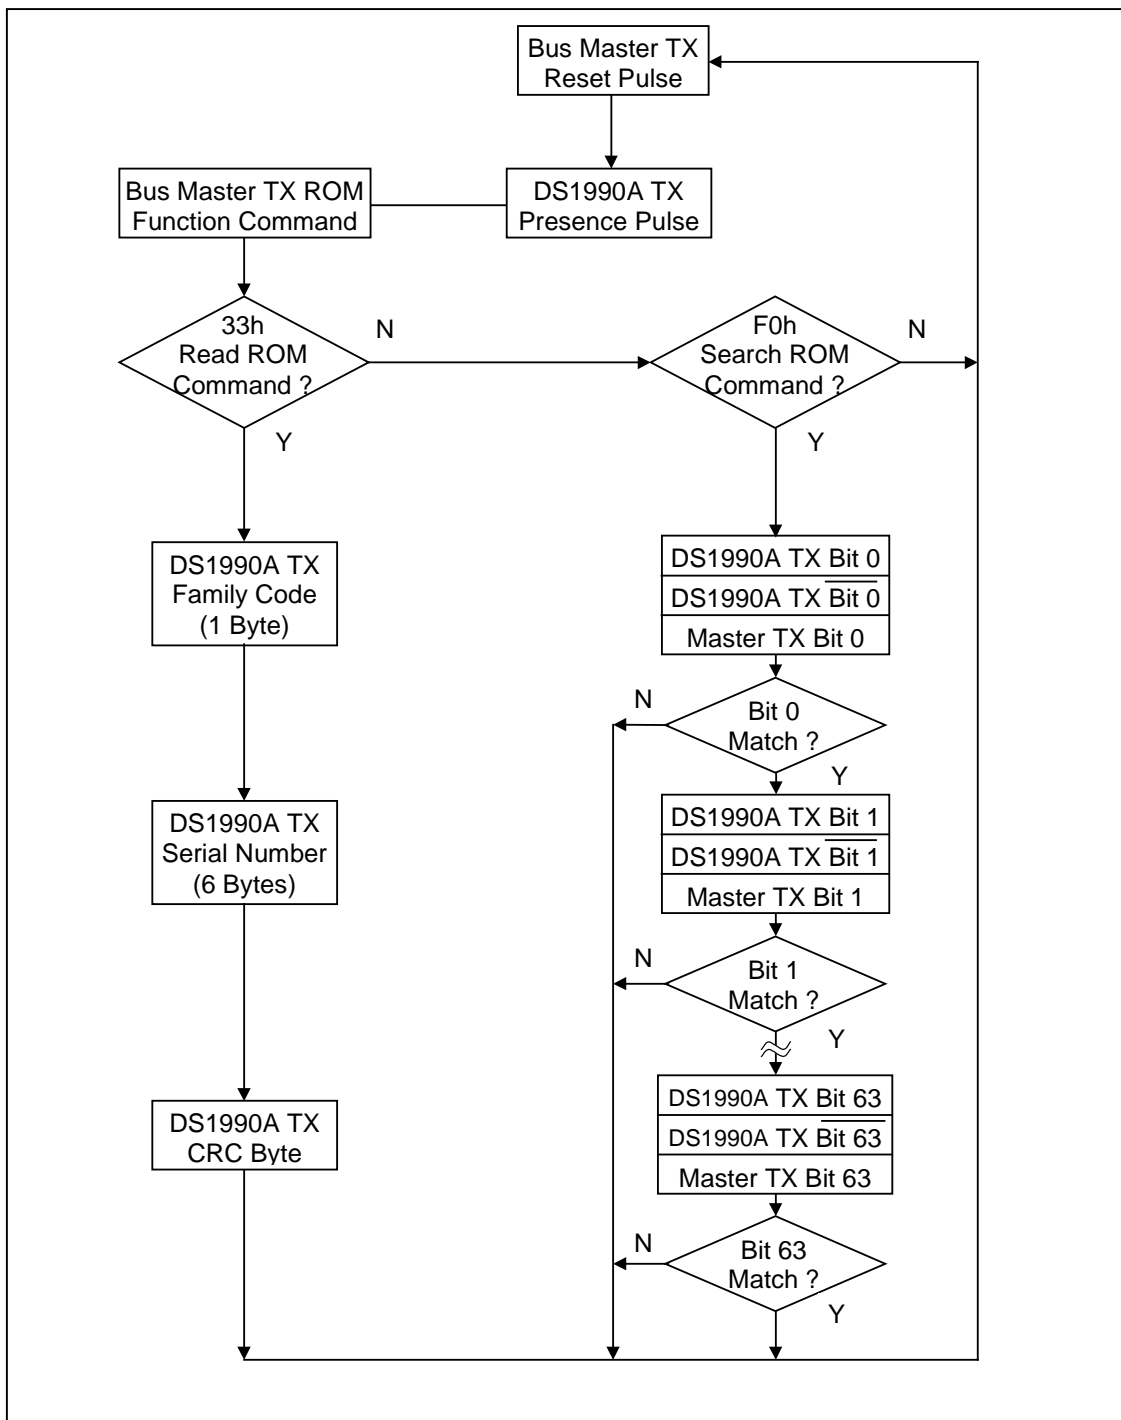 Bus Master TX
Reset Pulse
Bus Master TX ROM
Function Command
DS1990A TX
Presence Pulse
33h
Read ROM
Command ?
N
Y
F0h
Search ROM
Command ?
N
Y
DS1990A TX
Family Code
(1 Byte)
DS1990A TX Bit 0
DS1990A TX Bit 0
Master TX Bit 0
N
Bit 0
Match ?
Y
DS1990A TX
Serial Number
(6 Bytes)
DS1990A TX Bit 1
DS1990A TX Bit 1
Master TX Bit 1
N
Bit 1
Match ?
Y
DS1990A TX
CRC Byte
DS1990A TX Bit 63
DS1990A TX Bit 63
Master TX Bit 63
N
Bit 63
Match ?
Y